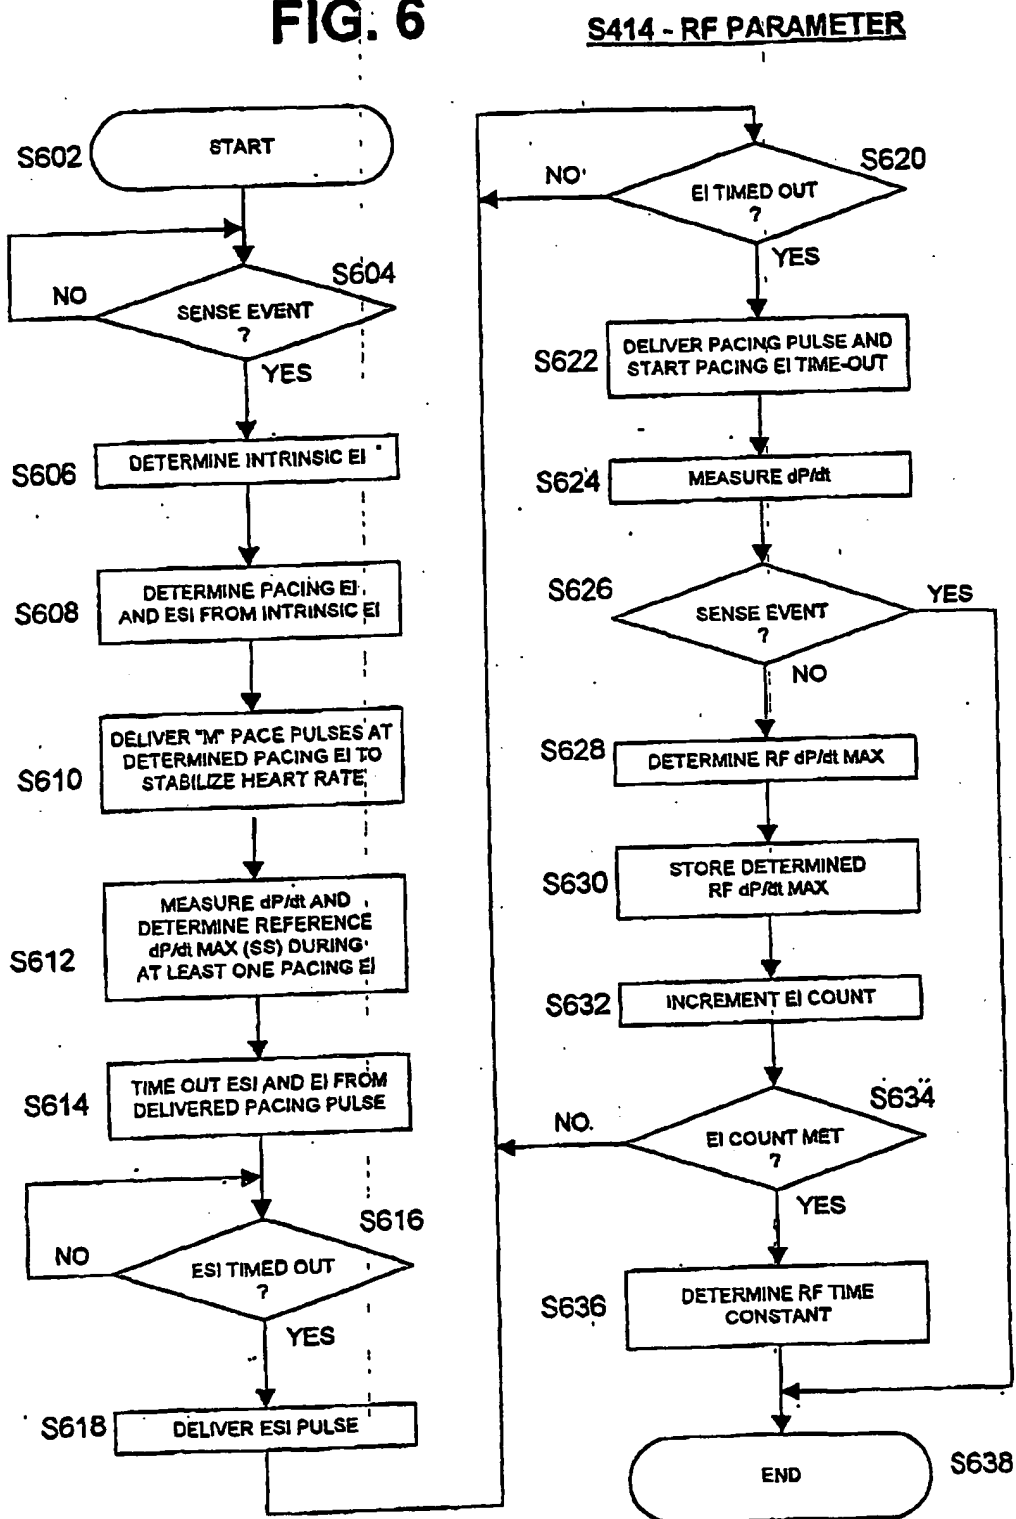 FIG. 6
S414 - RF PARAMETER
S602
START
S604
SENSE EVENT
?
NO
YES
S606
DETERMINE INTRINSIC EI
S608
DETERMINE PACING EI
AND ESI FROM INTRINSIC EI
S610
DELIVER "M" PACE PULSES AT
DETERMINED PACING EI TO
STABILIZE HEART RATE
S612
MEASURE dP/dt AND
DETERMINE REFERENCE
dP/dt MAX (SS) DURING
AT LEAST ONE PACING EI
S614
TIME OUT ESI AND EI FROM
DELIVERED PACING PULSE
S616
ESI TIMED OUT
?
NO
YES
S618
DELIVER ESI PULSE
S620
EI TIMED OUT
?
NO
YES
S622
DELIVER PACING PULSE AND
START PACING EI TIME-OUT
S624
MEASURE dP/dt
S626
SENSE EVENT
?
YES
NO
S628
DETERMINE RF dP/dt MAX
S630
STORE DETERMINED
RF dP/dt MAX
S632
INCREMENT EI COUNT
S634
EI COUNT MET
?
NO
YES
S636
DETERMINE RF TIME
CONSTANT
END
S638